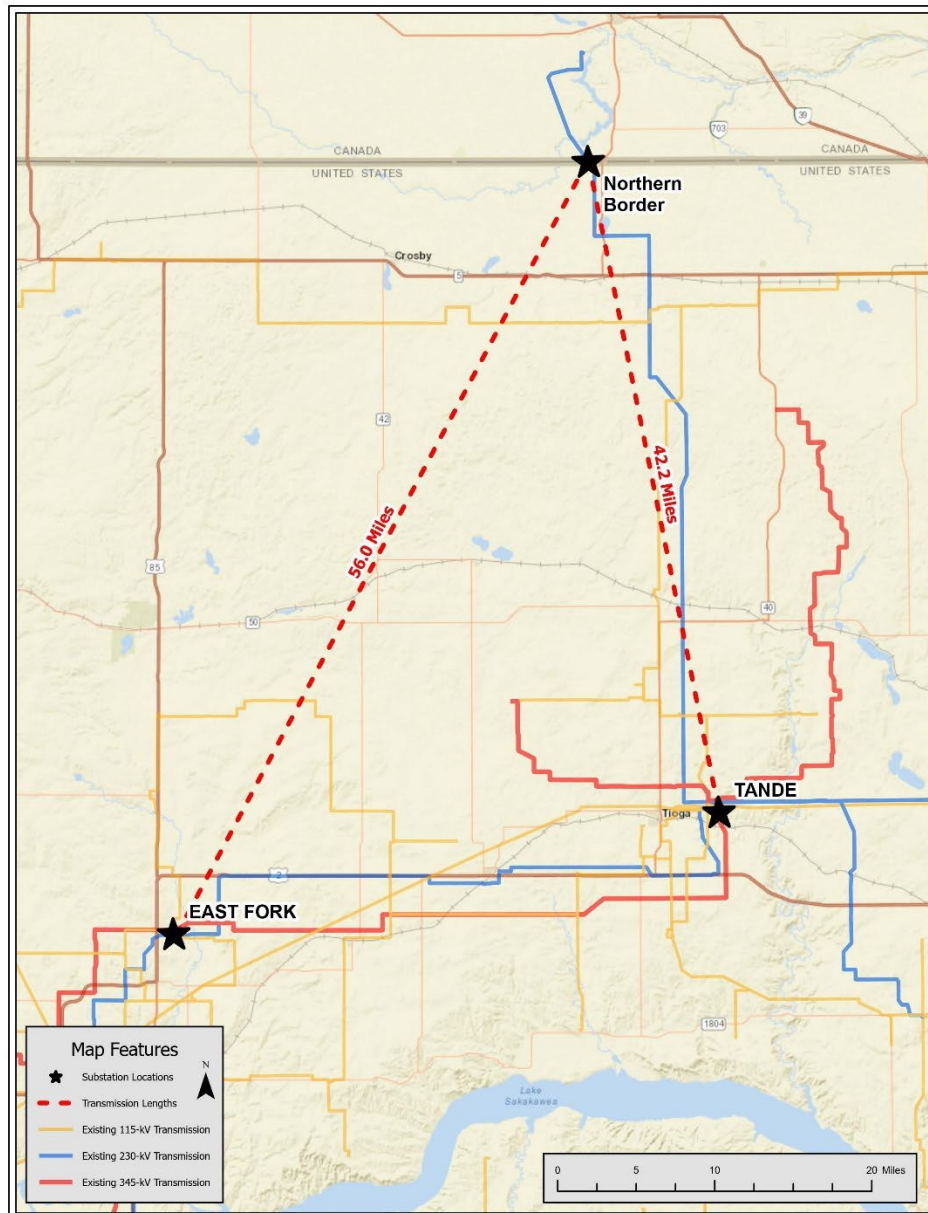 39
703
CANADA
CANADA
UNITED STATES
UNITED STATES
Northern
Border
Crosby
5
42
42.2 Miles
56.0 Miles
85
50
40
TANDE
Tioga
2
EAST FORK
1804
Lake
Sakakawea
Map Features
N
Substation Locations
Transmission Lengths
Existing 115-kV Transmission
Existing 230-kV Transmission
Existing 345-kV Transmission
0 5 10 20 Miles